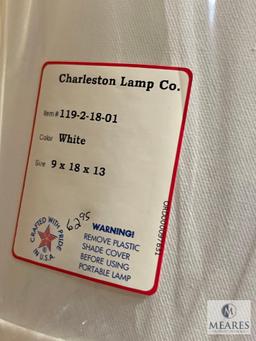 Charleston Lamp Co.
Item# 119-2-18-01
Color White
Size 9 x 18 x 13
62.95
CRAFTED WITH PRIDE
IN U.S.A.
WARNING!
REMOVE PLASTIC
SHADE COVER
BEFORE USING
PORTABLE LAMP
M
MEARES